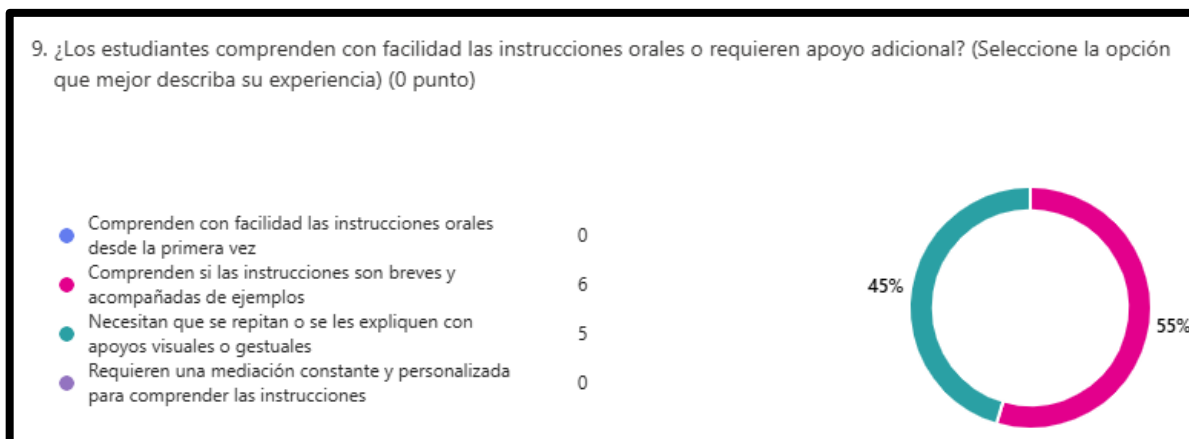 9. ¿Los estudiantes comprenden con facilidad las instrucciones orales o requieren apoyo adicional? (Seleccione la opción
que mejor describa su experiencia) (0 punto)
Comprenden con facilidad las instrucciones orales
desde la primera vez
0
Comprenden si las instrucciones son breves y
acompañadas de ejemplos
6
Necesitan que se repitan o se les expliquen con
apoyos visuales o gestuales
5
Requieren una mediación constante y personalizada
para comprender las instrucciones
0
45%
55%